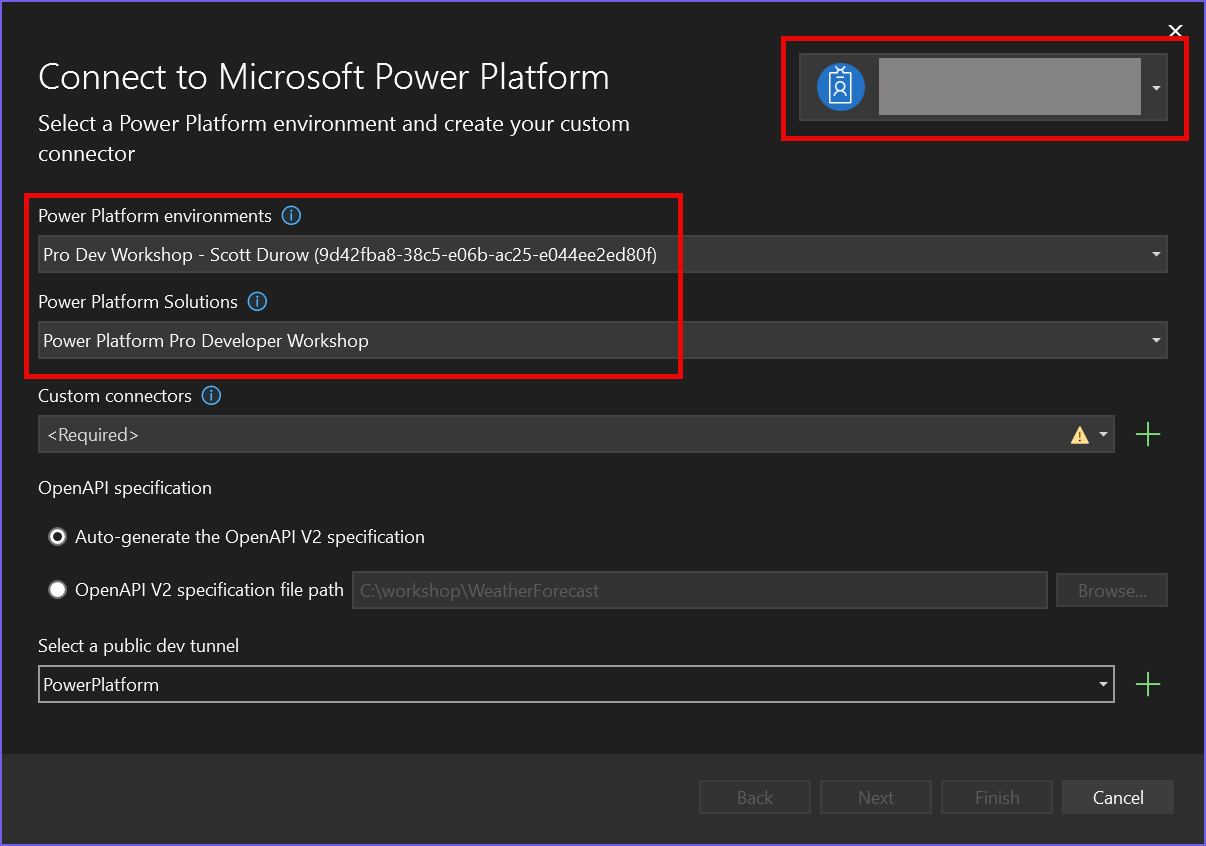 Connect to Microsoft Power Platform
Select a Power Platform environment and create your custom
connector
Power Platform environments
Pro Dev Workshop - Scott Durow (9d42fba8-38c5-e06b-ac25-e044ee2ed80f)
Power Platform Solutions
Power Platform Pro Developer Workshop
Custom connectors
<Required>
OpenAPI specification
Auto-generate the OpenAPI V2 specification
OpenAPI V2 specification file path C:\workshop\WeatherForecast Browse...
Select a public dev tunnel
PowerPlatform
Back Next Finish Cancel